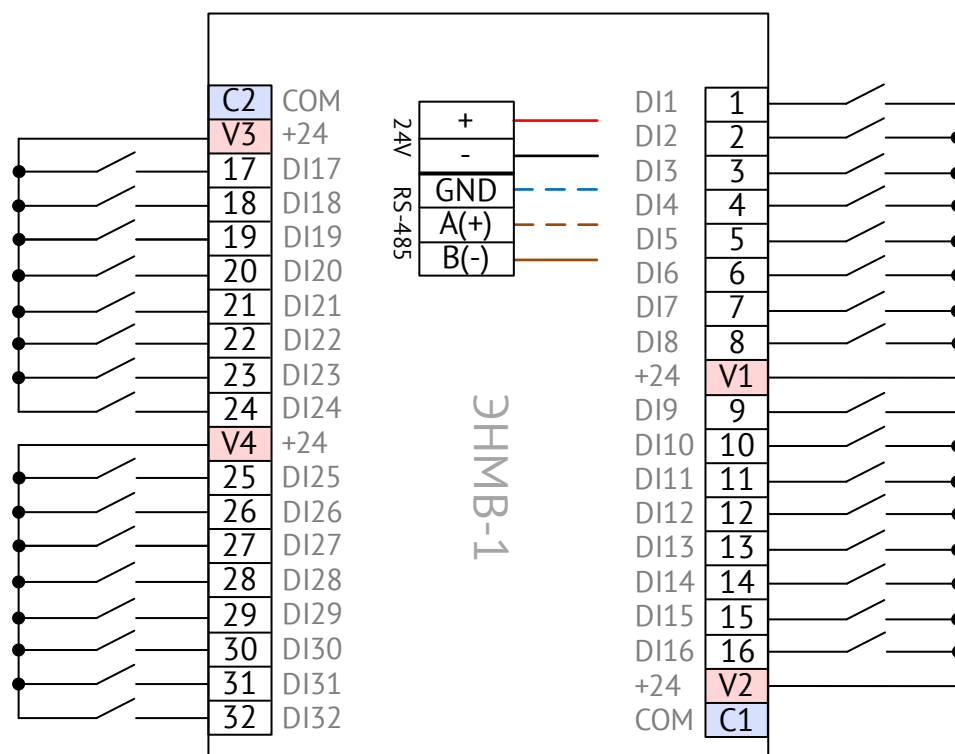 C2 COM
V3 +24
17 DI17
18 DI18
19 DI19
20 DI20
21 DI21
22 DI22
23 DI23
24 DI24
V4 +24
25 DI25
26 DI26
27 DI27
28 DI28
29 DI29
30 DI30
31 DI31
32 DI32
24V
+
-
RS-485
GND
A(+)
B(-)
ЭНМВ-1
DI1 1
DI2 2
DI3 3
DI4 4
DI5 5
DI6 6
DI7 7
DI8 8
+24 V1
DI9 9
DI10 10
DI11 11
DI12 12
DI13 13
DI14 14
DI15 15
DI16 16
+24 V2
COM C1